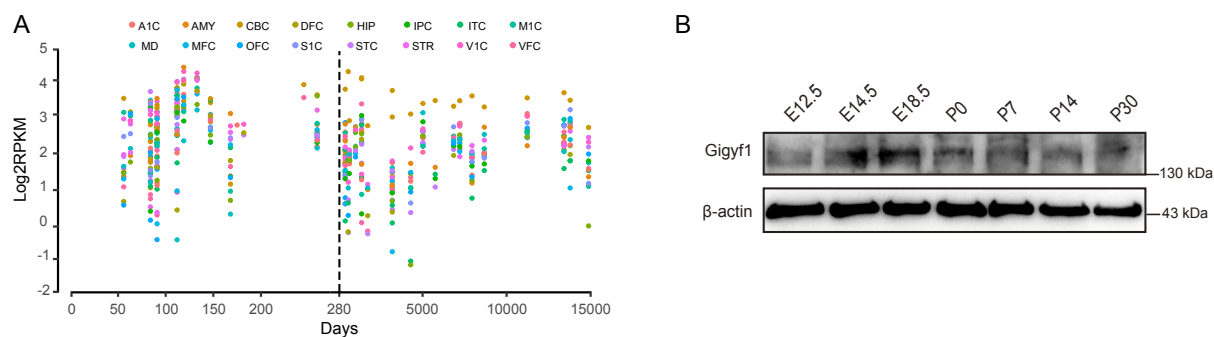 A
A1C AMY CBC DFC HIP IPC ITC M1C
MD MFC OFC S1C STC STR V1C VFC
5
4
3
2
1
0
-1
-2
Log2RPKM
0 50 100 150 200 280 5000 10000 15000
Days
B
E12.5 E14.5 E18.5 P0 P7 P14 P30
Gigyf1
130 kDa
β-actin
43 kDa